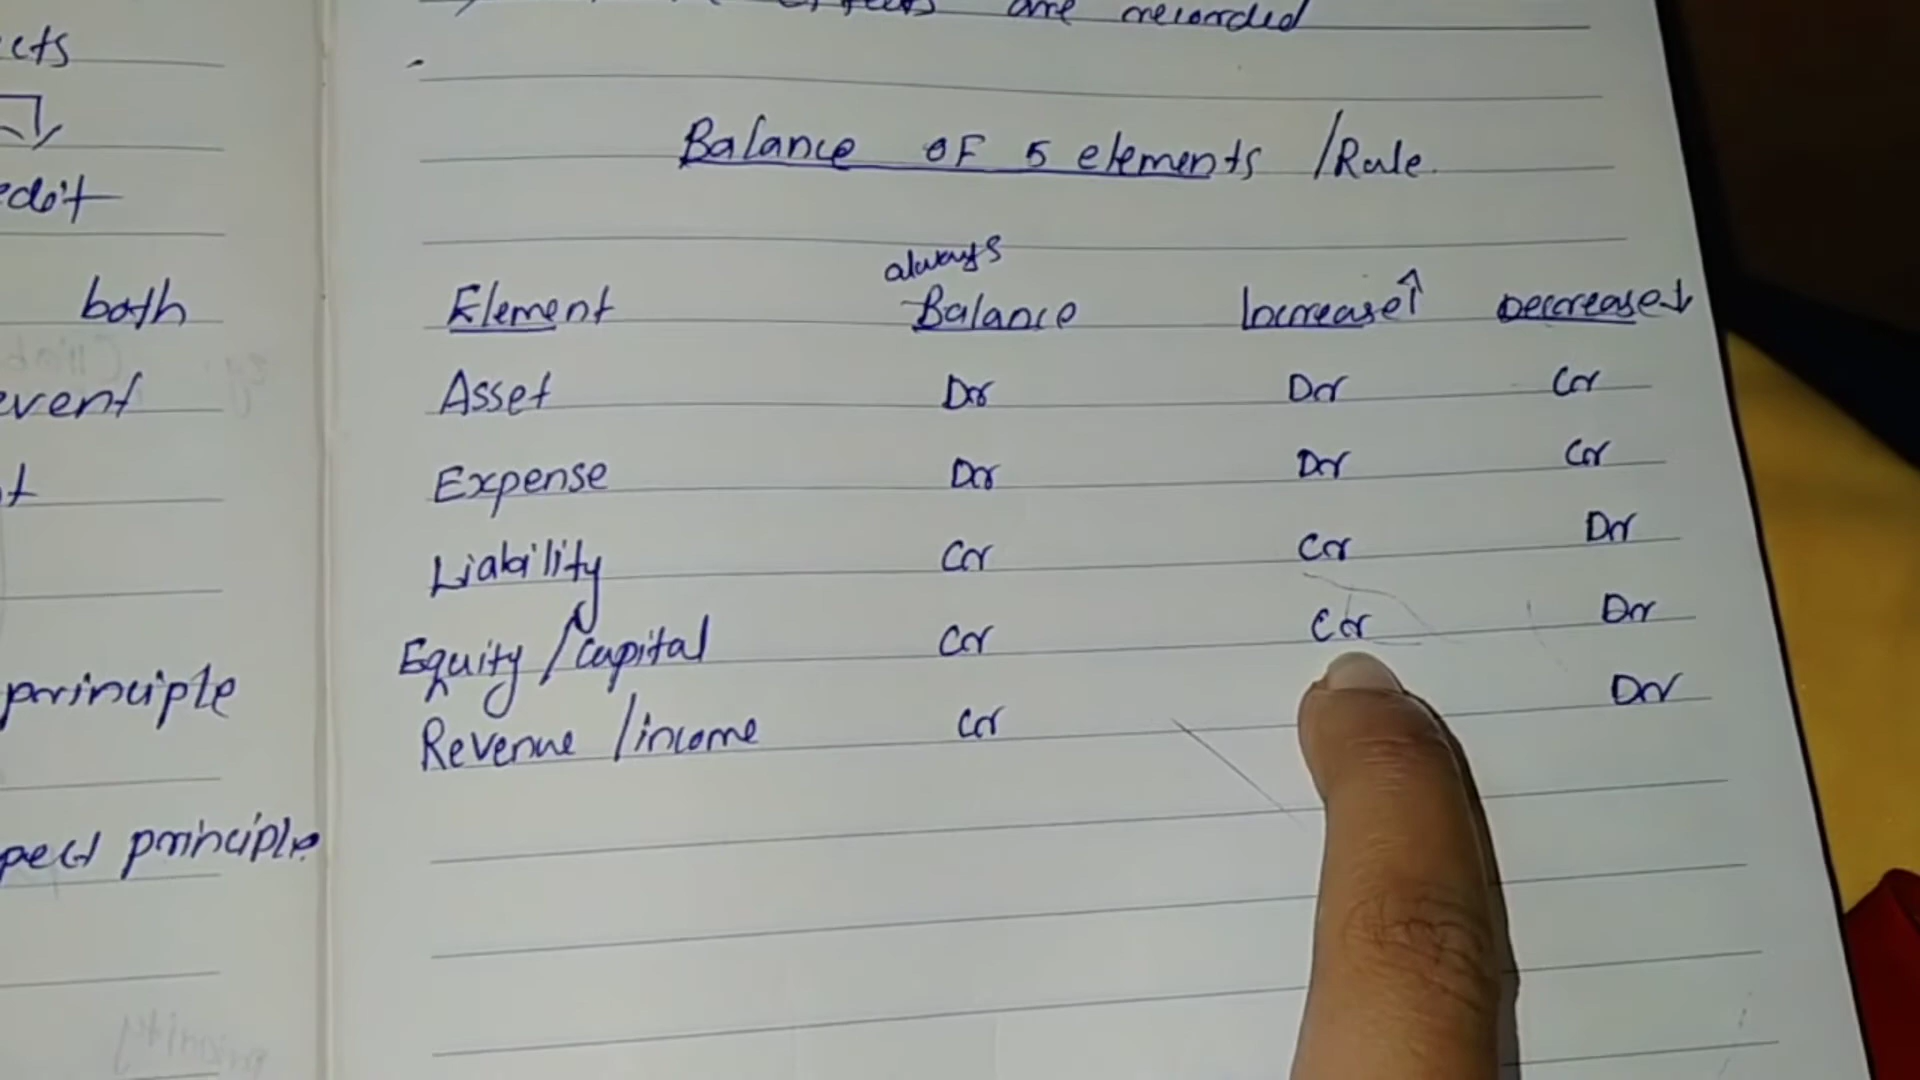 are recorded
cts
Balance OF 5 elements /Rule.
edit
always
both
Element Balance Increase↑ Decrease↓
Asset Dr Dr Cr
event
Expense Dr Dr Cr
t
Liability Cr Cr Dr
Equity /capital Cr Cr Dr
principle
Revenue /income Cr Dr
pect principle